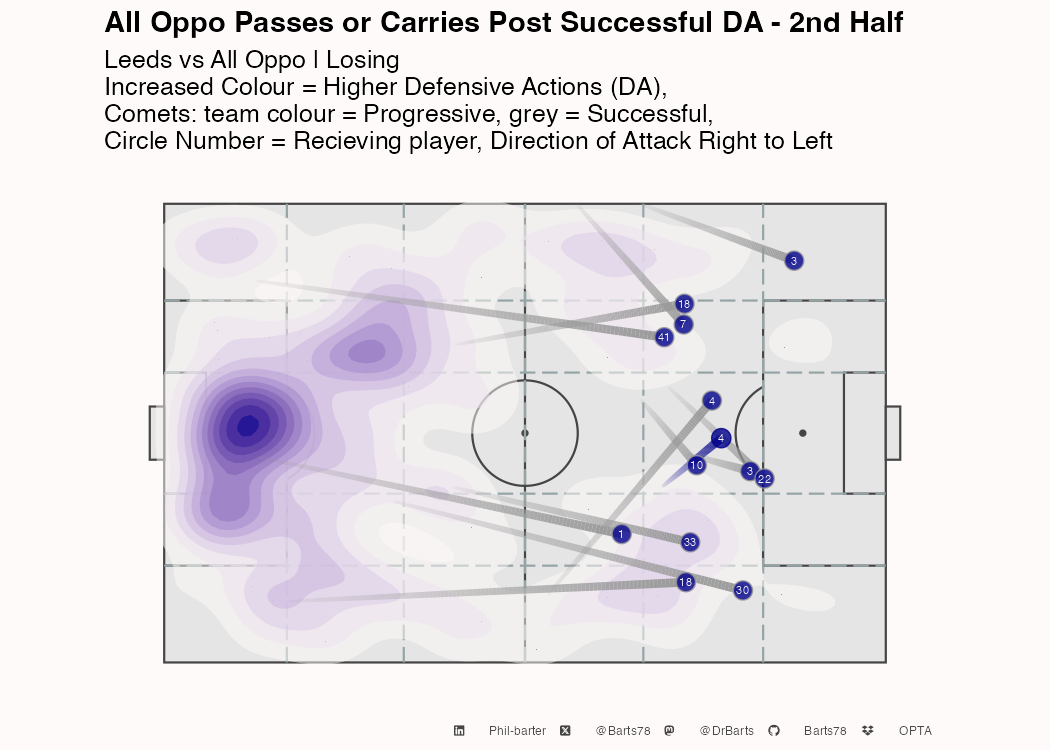 All Oppo Passes or Carries Post Successful DA - 2nd Half
Leeds vs All Oppo | Losing
Increased Colour = Higher Defensive Actions (DA),
Comets: team colour = Progressive, grey = Successful,
Circle Number = Recieving player, Direction of Attack Right to Left
3
18
7
41
4
4
10
3
22
1
33
18
30
Phil-barter @Barts78 @DrBarts Barts78 OPTA